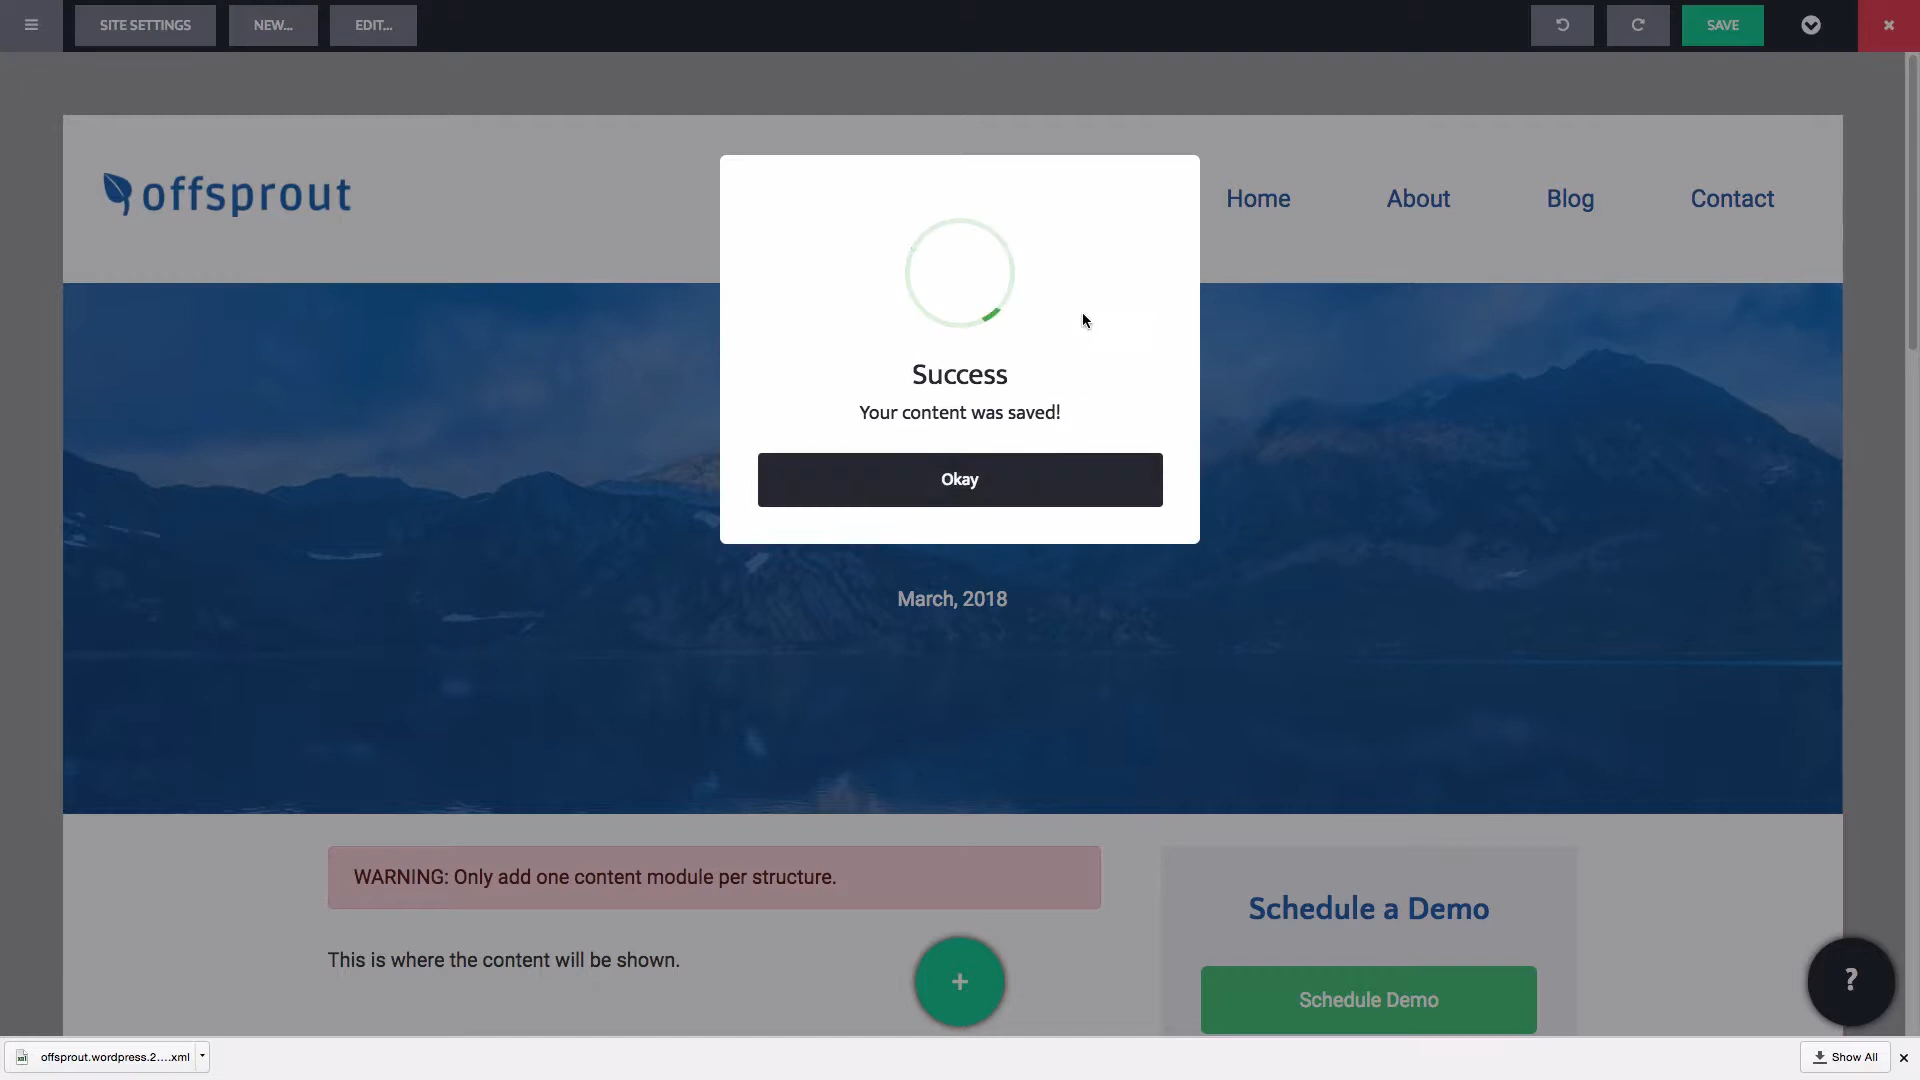 SITE SETTINGS
NEW...
EDIT...
SAVE
offsprout
Home
About
Blog
Contact
Success
Your content was saved!
Okay
March, 2018
WARNING: Only add one content module per structure.
This is where the content will be shown.
+
Schedule a Demo
Schedule Demo
?
offsprout.wordpress.2....xml
Show All